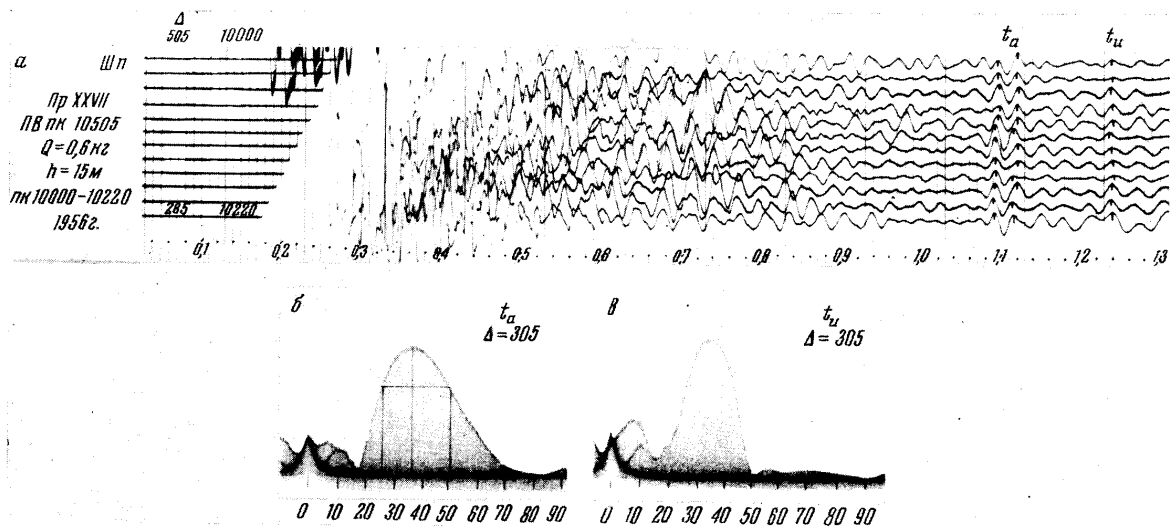 Δ
505 10000
а Шп
tа tи
Пр XXVII
ПВ пк 10505
Q = 0,6 кг
h = 15 м
пк 10000 – 10220
285 10220
1956г.
0,1 0,2 0,3 0,4 0,5 0,6 0,7 0,8 0,9 1,0 1,1 1,2 1,3
б tа
Δ = 305
в tи
Δ = 305
0 10 20 30 40 50 60 70 80 90
0 10 20 30 40 50 60 70 80 90